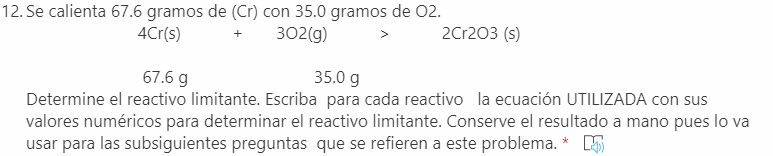 12. Se calienta 67.6 gramos de (Cr) con 35.0 gramos de O2.
4Cr(s) + 3O2(g) > 2Cr2O3 (s)
67.6 g 35.0 g
Determine el reactivo limitante. Escriba para cada reactivo la ecuación UTILIZADA con sus
valores numéricos para determinar el reactivo limitante. Conserve el resultado a mano pues lo va
usar para las subsiguientes preguntas que se refieren a este problema. *